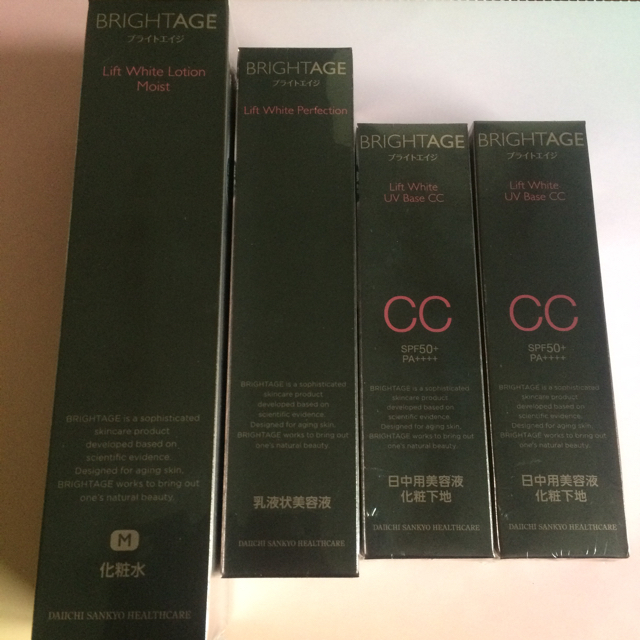 BRIGHTAGE
ブライトエイジ
Lift White Lotion
Moist
BRIGHTAGE is a sophisticated
skincare product
developed based on
scientific evidence.
Designed for aging skin,
BRIGHTAGE works to bring out
one's natural beauty.
M
化粧水
DAIICHI SANKYO HEALTHCARE
BRIGHTAGE
ブライトエイジ
Lift White Perfection
BRIGHTAGE is a sophisticated
skincare product
developed based on
scientific evidence.
Designed for aging skin,
BRIGHTAGE works to bring out
one's natural beauty.
乳液状美容液
DAIICHI SANKYO HEALTHCARE
BRIGHTAGE
ブライトエイジ
Lift White
UV Base CC
CC
SPF50+
PA++++
BRIGHTAGE is a sophisticated
skincare product
developed based on
scientific evidence.
Designed for aging skin,
BRIGHTAGE works to bring out
one's natural beauty.
日中用美容液
化粧下地
DAIICHI SANKYO HEALTHCARE
BRIGHTAGE
ブライトエイジ
Lift White
UV Base CC
CC
SPF50+
PA++++
BRIGHTAGE is a sophisticated
skincare product
developed based on
scientific evidence.
Designed for aging skin,
BRIGHTAGE works to bring out
one's natural beauty.
日中用美容液
化粧下地
DAIICHI SANKYO HEALTHCARE